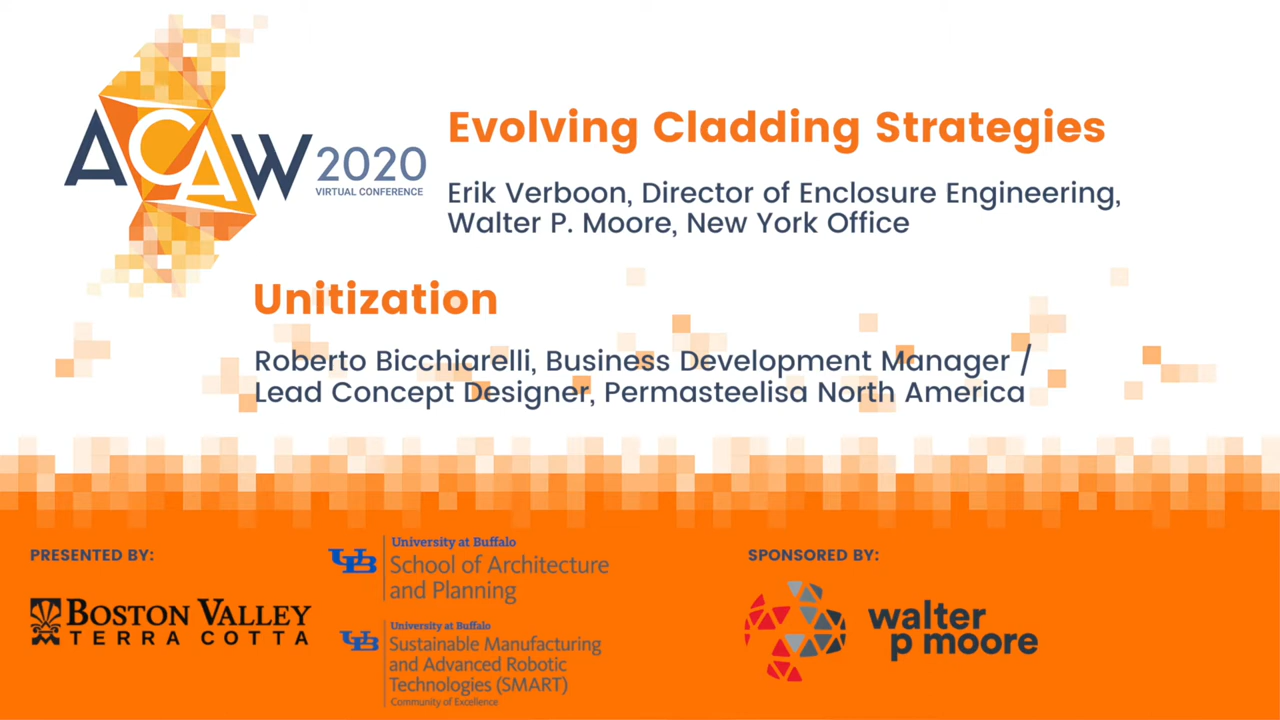 ACAW 2020
VIRTUAL CONFERENCE
Evolving Cladding Strategies
Erik Verboon, Director of Enclosure Engineering,
Walter P. Moore, New York Office
Unitization
Roberto Bicchiarelli, Business Development Manager /
Lead Concept Designer, Permasteelisa North America
PRESENTED BY:
BOSTON VALLEY
TERRA COTTA
UB
University at Buffalo
School of Architecture
and Planning
UB
University at Buffalo
Sustainable Manufacturing
and Advanced Robotic
Technologies (SMART)
Community of Excellence
SPONSORED BY:
walter
p moore